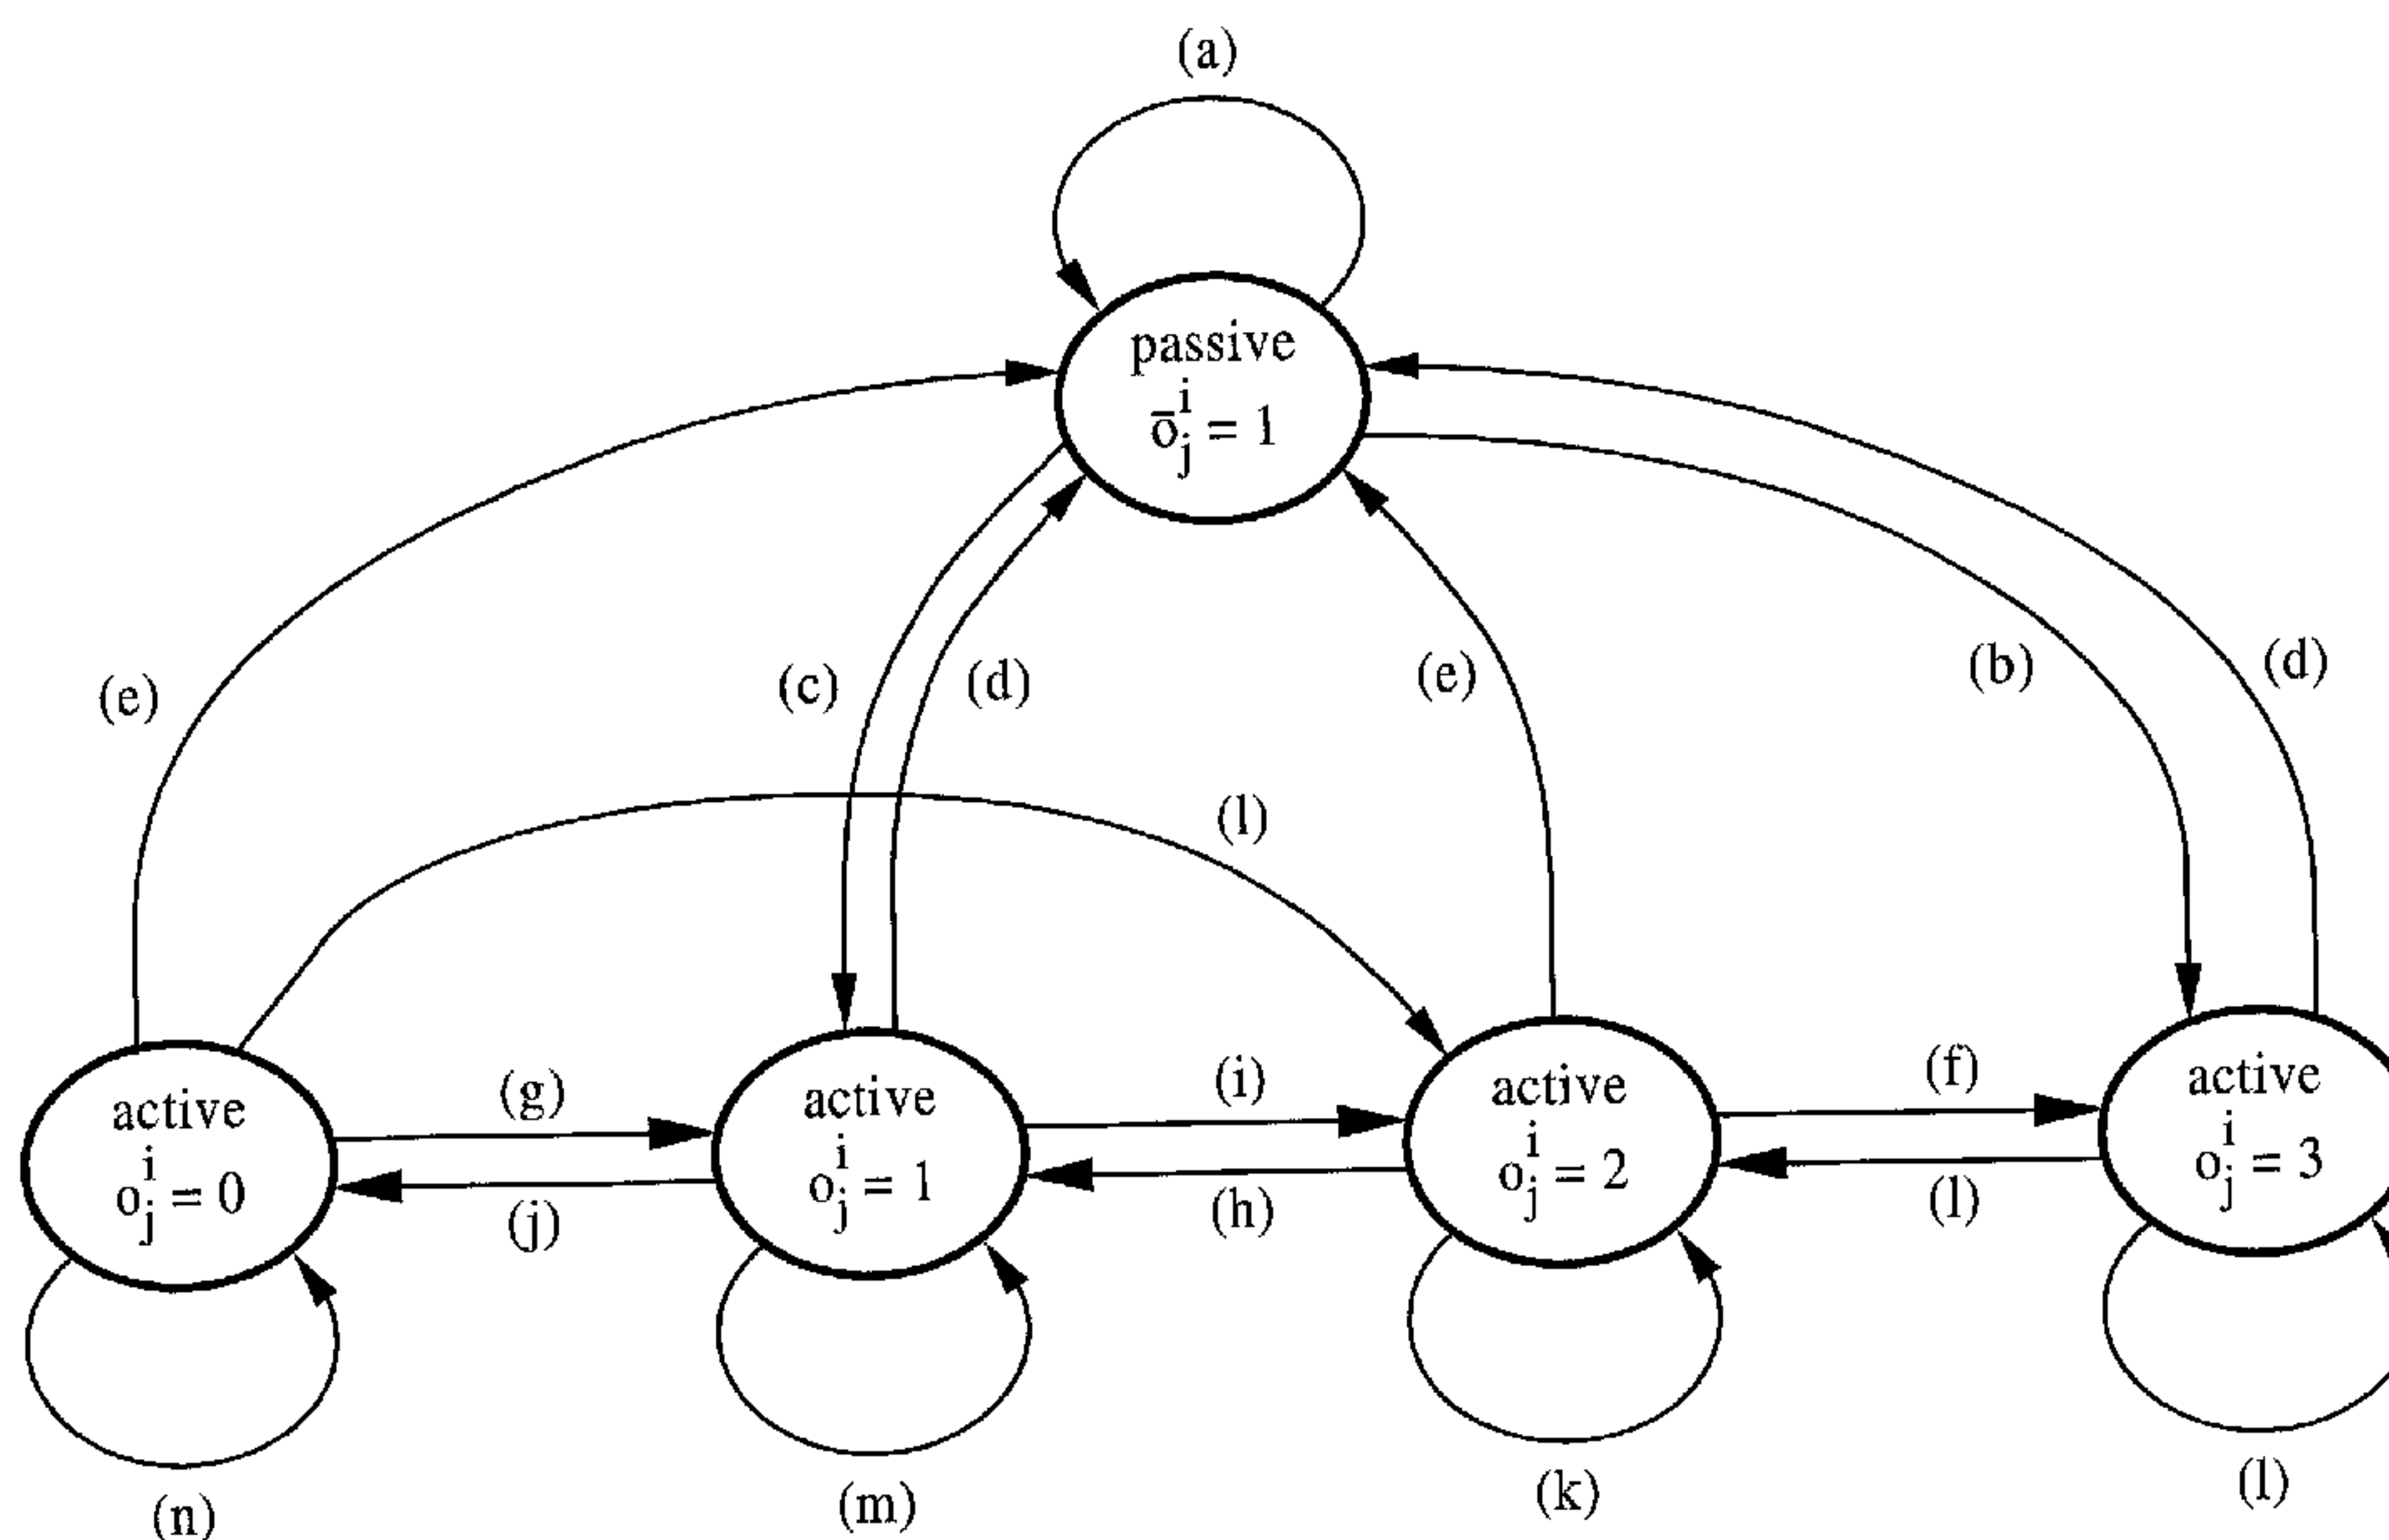 (a)
passive
ō^i_j = 1
(e)
(c)
(d)
(e)
(b)
(d)
(l)
active
o^i_j = 0
(g)
(j)
active
o^i_j = 1
(i)
(h)
active
o^i_j = 2
(f)
(l)
active
o^i_j = 3
(n)
(m)
(k)
(l)